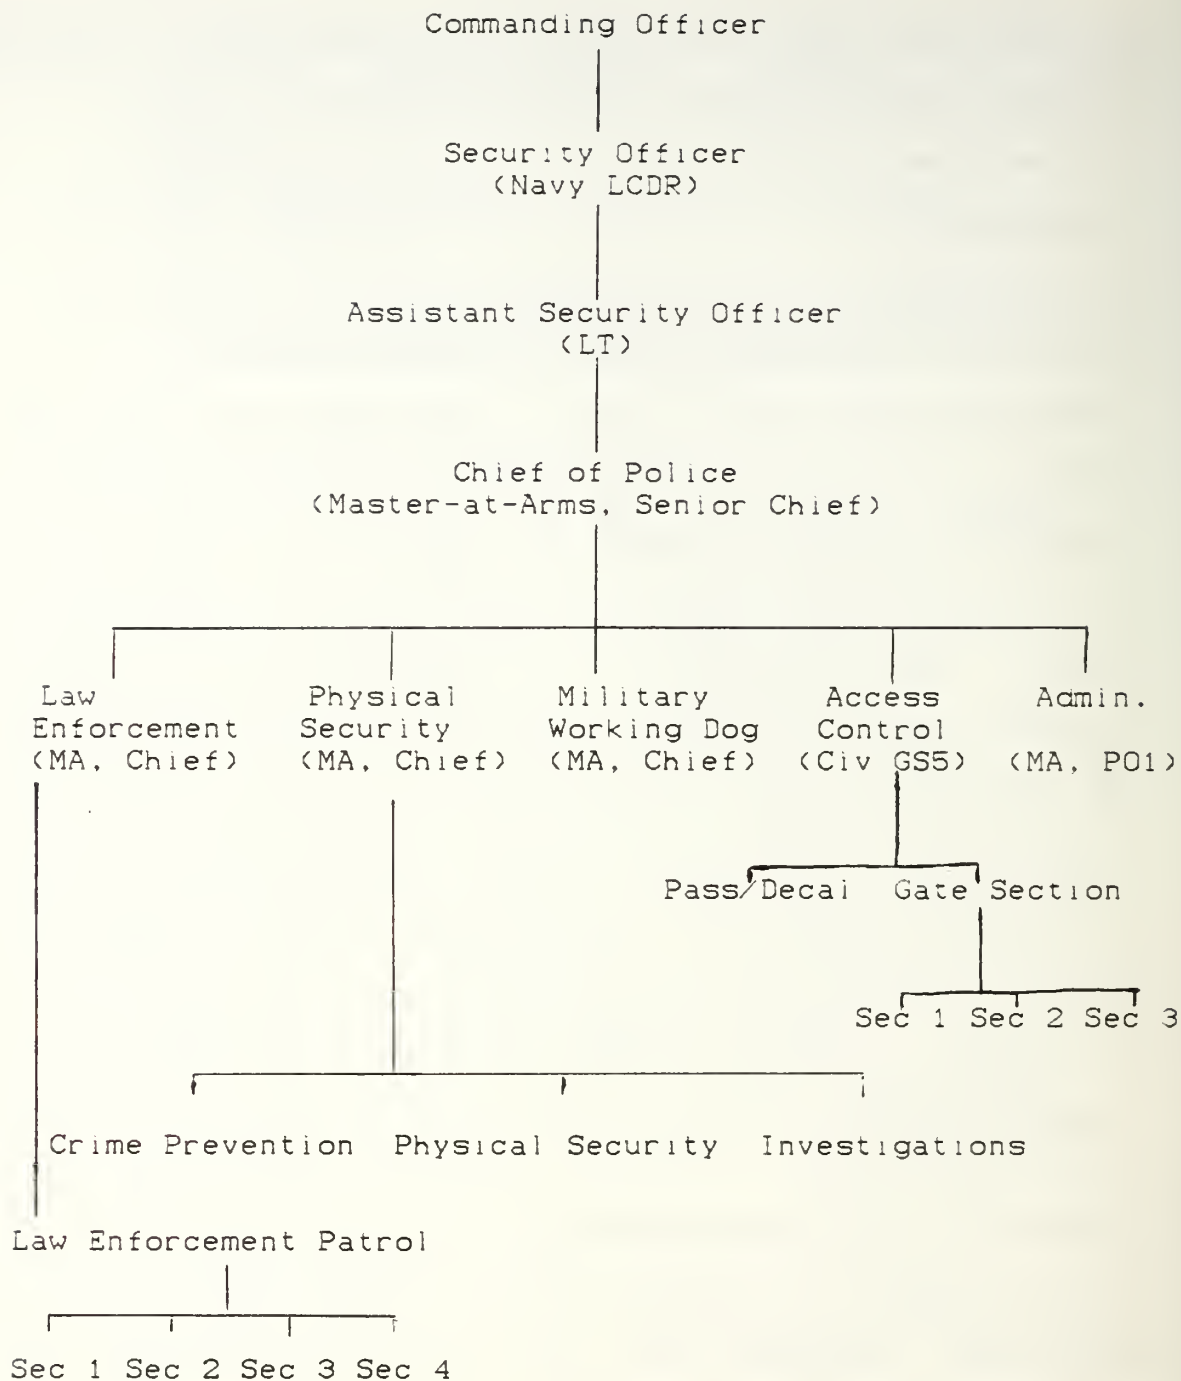 Commanding Officer
Security Officer
(Navy LCDR)
Assistant Security Officer
(LT)
Chief of Police
(Master-at-Arms, Senior Chief)
Law
Enforcement
(MA, Chief)
Physical
Security
(MA, Chief)
Military
Working Dog
(MA, Chief)
Access
Control
(Civ GS5)
Admin.
(MA, PO1)
Pass/Decal Gate Section
Sec 1 Sec 2 Sec 3
Crime Prevention Physical Security Investigations
Law Enforcement Patrol
Sec 1 Sec 2 Sec 3 Sec 4